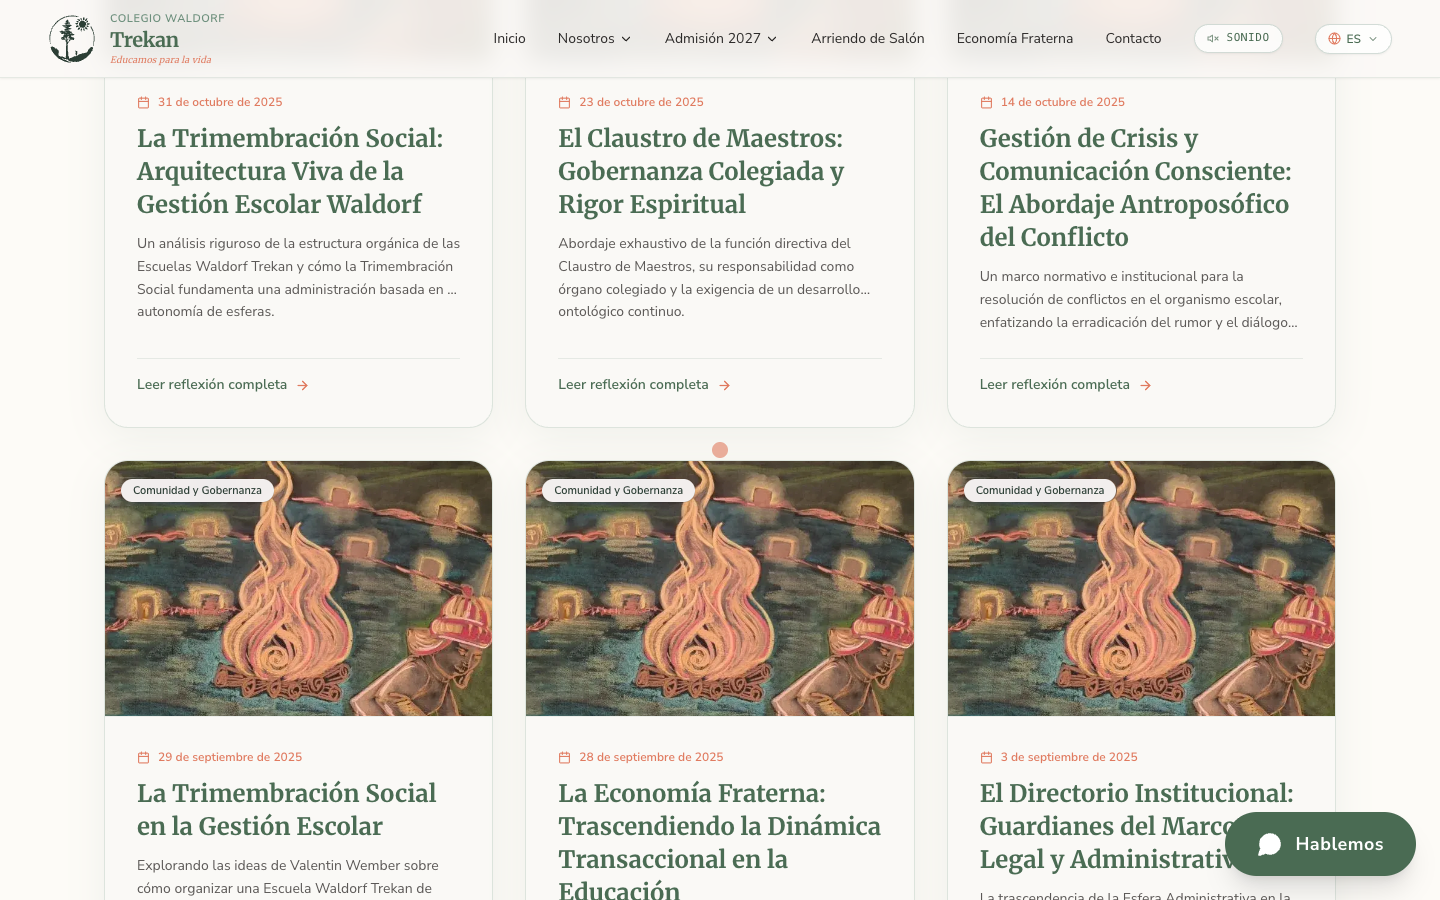 COLEGIO WALDORF
Trekan
Educamos para la vida
Inicio
Nosotros
Admisión 2027
Arriendo de Salón
Economía Fraterna
Contacto
SONIDO
ES
31 de octubre de 2025
La Trimembración Social:
Arquitectura Viva de la
Gestión Escolar Waldorf
Un análisis riguroso de la estructura orgánica de las
Escuelas Waldorf Trekan y cómo la Trimembración
Social fundamenta una administración basada en ...
autonomía de esferas.
Leer reflexión completa
23 de octubre de 2025
El Claustro de Maestros:
Gobernanza Colegiada y
Rigor Espiritual
Abordaje exhaustivo de la función directiva del
Claustro de Maestros, su responsabilidad como
órgano colegiado y la exigencia de un desarrollo...
ontológico continuo.
Leer reflexión completa
14 de octubre de 2025
Gestión de Crisis y
Comunicación Consciente:
El Abordaje Antroposófico
del Conflicto
Un marco normativo e institucional para la
resolución de conflictos en el organismo escolar,
enfatizando la erradicación del rumor y el diálogo...
Leer reflexión completa
Comunidad y Gobernanza
29 de septiembre de 2025
La Trimembración Social
en la Gestión Escolar
Explorando las ideas de Valentin Wember sobre
cómo organizar una Escuela Waldorf Trekan de
Comunidad y Gobernanza
28 de septiembre de 2025
La Economía Fraterna:
Trascendiendo la Dinámica
Transaccional en la
Educación
Comunidad y Gobernanza
3 de septiembre de 2025
El Directorio Institucional:
Guardianes del Marco
Legal y Administrativ
La trascendencia de la Esfera Administrativa en la
Hablemos